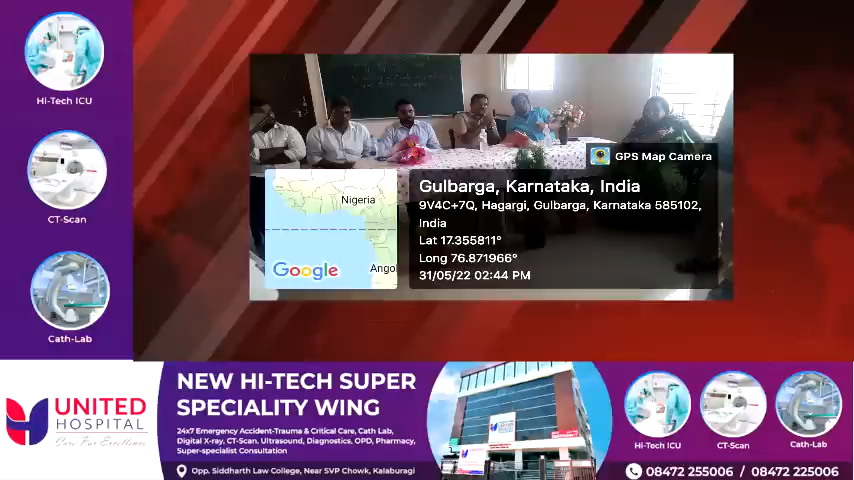 HI-Tech ICU
CT-Scan
Cath-Lab
GPS Map Camera
Gulbarga, Karnataka, India
9V4C+7Q, Hagargi, Gulbarga, Karnataka 585102,
India
Lat 17.355811°
Long 76.871966°
31/05/22 02:44 PM
Nigeria
Google
Angol
UNITED
HOSPITAL
Care For Excellence
NEW HI-TECH SUPER
SPECIALITY WING
24x7 Emergency Accident-Trauma & Critical Care, Cath Lab,
Digital X-ray, CT-Scan. Ultrasound, Diagnostics, OPD, Pharmacy,
Super-specialist Consultation
Opp. Siddharth Law College, Near SVP Chowk, Kalaburagi
Hi-Tech ICU
CT-Scan
Cath-Lab
08472 255006 / 08472 225006